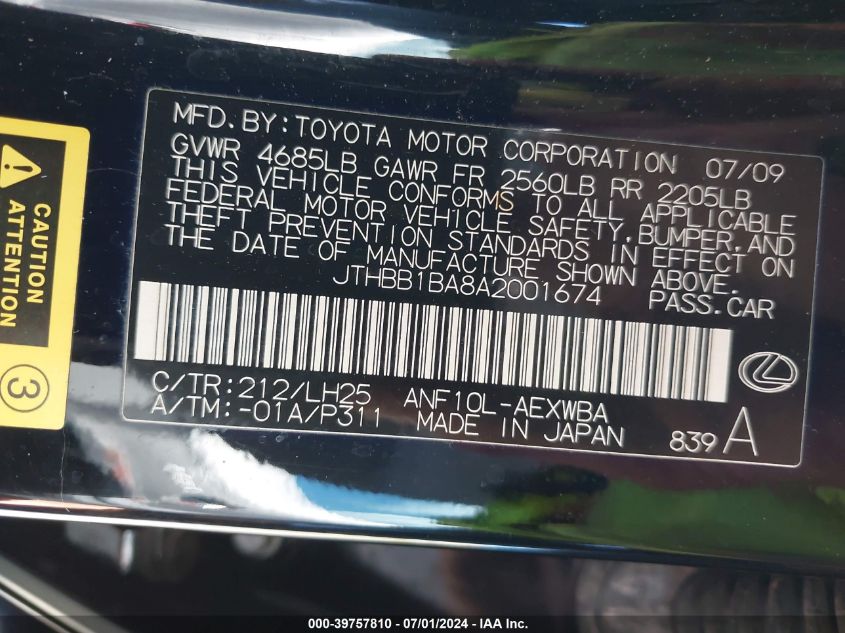 MFD.BY:TOYOTA MOTOR CORPORATION 07/09
GVWR 4685LB GAWR FR 2560LB RR 2205LB
THIS VEHICLE CONFORMS TO ALL APPLICABLE
FEDERAL MOTOR VEHICLE SAFETY,BUMPER,AND
THEFT PREVENTION STANDARDS IN EFFECT ON
THE DATE OF MANUFACTURE SHOWN ABOVE.
JTHBB1BA8A2001674 PASS.CAR
C/TR:212/LH25 ANF10L-AEXWBA
A/TM:-01A/P311 MADE IN JAPAN 839 A
CAUTION
ATTENTION
3
000-39757810 - 07/01/2024 - IAA Inc.